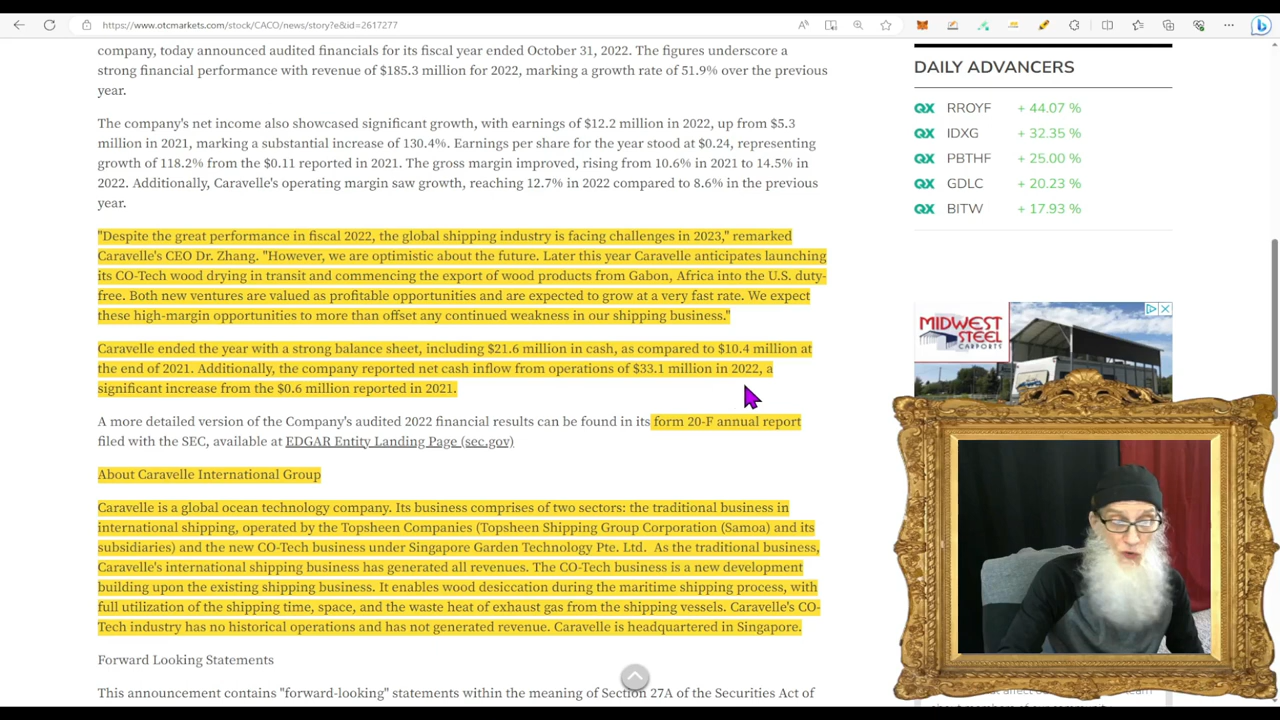 https://www.otcmarkets.com/stock/CACO/news/story?e&id=2617277
company, today announced audited financials for its fiscal year ended October 31, 2022. The figures underscore a
strong financial performance with revenue of $185.3 million for 2022, marking a growth rate of 51.9% over the previous
year.
The company's net income also showcased significant growth, with earnings of $12.2 million in 2022, up from $5.3
million in 2021, marking a substantial increase of 130.4%. Earnings per share for the year stood at $0.24, representing
growth of 118.2% from the $0.11 reported in 2021. The gross margin improved, rising from 10.6% in 2021 to 14.5% in
2022. Additionally, Caravelle's operating margin saw growth, reaching 12.7% in 2022 compared to 8.6% in the previous
year.
"Despite the great performance in fiscal 2022, the global shipping industry is facing challenges in 2023," remarked
Caravelle's CEO Dr. Zhang. "However, we are optimistic about the future. Later this year Caravelle anticipates launching
its CO-Tech wood drying in transit and commencing the export of wood products from Gabon, Africa into the U.S. duty-
free. Both new ventures are valued as profitable opportunities and are expected to grow at a very fast rate. We expect
these high-margin opportunities to more than offset any continued weakness in our shipping business."
Caravelle ended the year with a strong balance sheet, including $21.6 million in cash, as compared to $10.4 million at
the end of 2021. Additionally, the company reported net cash inflow from operations of $33.1 million in 2022, a
significant increase from the $0.6 million reported in 2021.
A more detailed version of the Company's audited 2022 financial results can be found in its form 20-F annual report
filed with the SEC, available at EDGAR Entity Landing Page (sec.gov)
About Caravelle International Group
Caravelle is a global ocean technology company. Its business comprises of two sectors: the traditional business in
international shipping, operated by the Topsheen Companies (Topsheen Shipping Group Corporation (Samoa) and its
subsidiaries) and the new CO-Tech business under Singapore Garden Technology Pte. Ltd. As the traditional business,
Caravelle's international shipping business has generated all revenues. The CO-Tech business is a new development
building upon the existing shipping business. It enables wood desiccation during the maritime shipping process, with
full utilization of the shipping time, space, and the waste heat of exhaust gas from the shipping vessels. Caravelle's CO-
Tech industry has no historical operations and has not generated revenue. Caravelle is headquartered in Singapore.
Forward Looking Statements
This announcement contains "forward-looking" statements within the meaning of Section 27A of the Securities Act of
DAILY ADVANCERS
QX RROYF + 44.07 %
QX IDXG + 32.35 %
QX PBTHF + 25.00 %
QX GDLC + 20.23 %
QX BITW + 17.93 %
MIDWEST
STEEL
CARPORTS